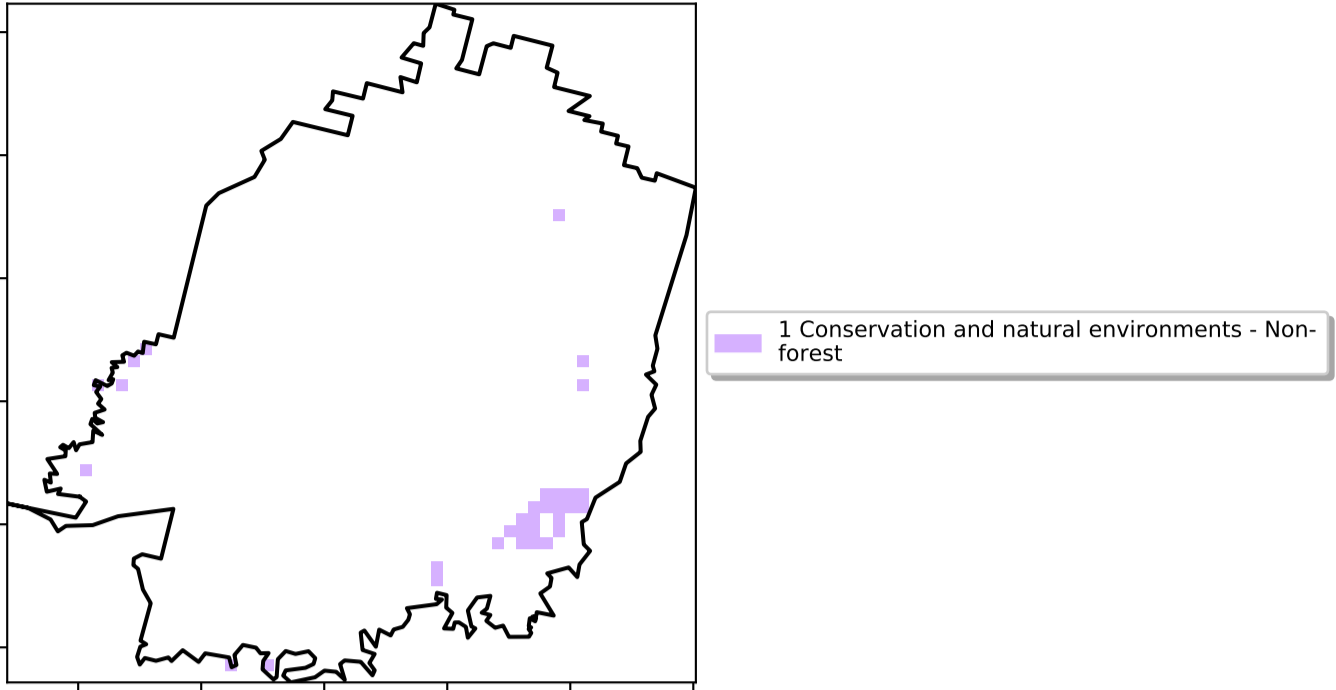 1 Conservation and natural environments - Non-
forest